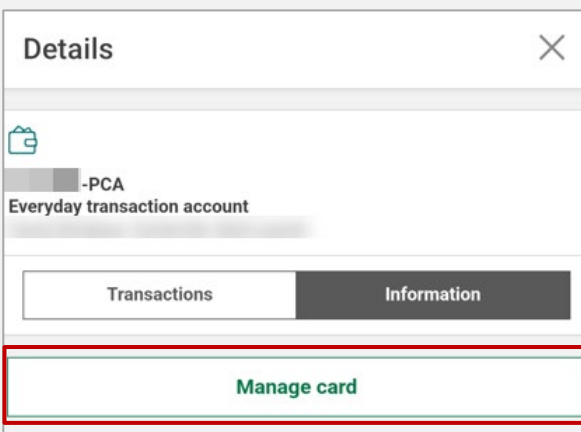 Details
-PCA
Everyday transaction account
Transactions
Information
Manage card